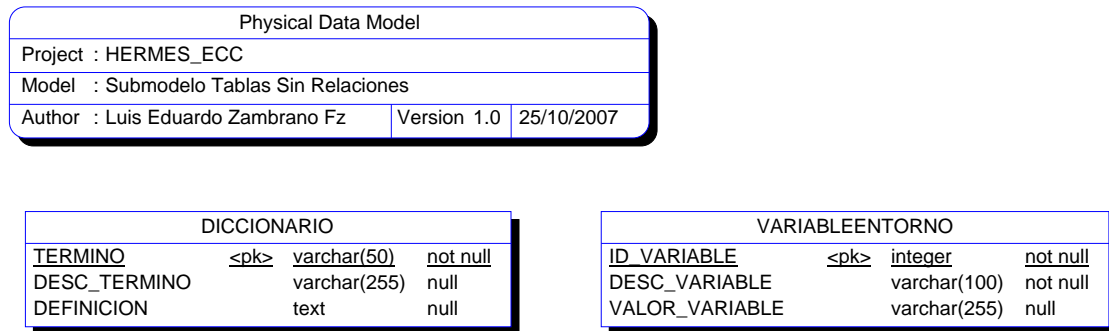 Physical Data Model
Project : HERMES_ECC
Model : Submodelo Tablas Sin Relaciones
Author : Luis Eduardo Zambrano Fz Version 1.0 25/10/2007
DICCIONARIO
TERMINO <pk> varchar(50) not null
DESC_TERMINO varchar(255) null
DEFINICION text null
VARIABLEENTORNO
ID_VARIABLE <pk> integer not null
DESC_VARIABLE varchar(100) not null
VALOR_VARIABLE varchar(255) null